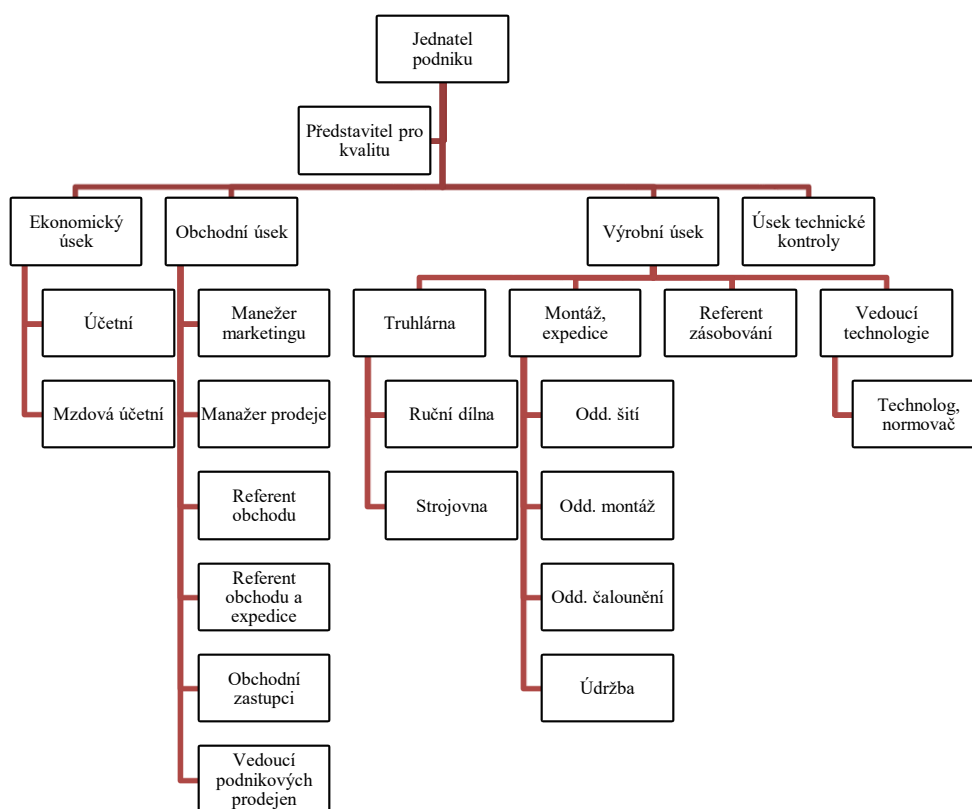 Jednatel
podniku
Představitel pro
kvalitu
Ekonomický
úsek
Obchodní úsek
Výrobní úsek
Úsek technické
kontroly
Účetní
Mzdová účetní
Manežer
marketingu
Manažer prodeje
Referent
obchodu
Referent
obchodu a
expedice
Obchodní
zastupci
Vedoucí
podnikových
prodejen
Truhlárna
Ruční dílna
Strojovna
Montáž,
expedice
Odd. šití
Odd. montáž
Odd. čalounění
Údržba
Referent
zásobování
Vedoucí
technologie
Technolog,
normovač